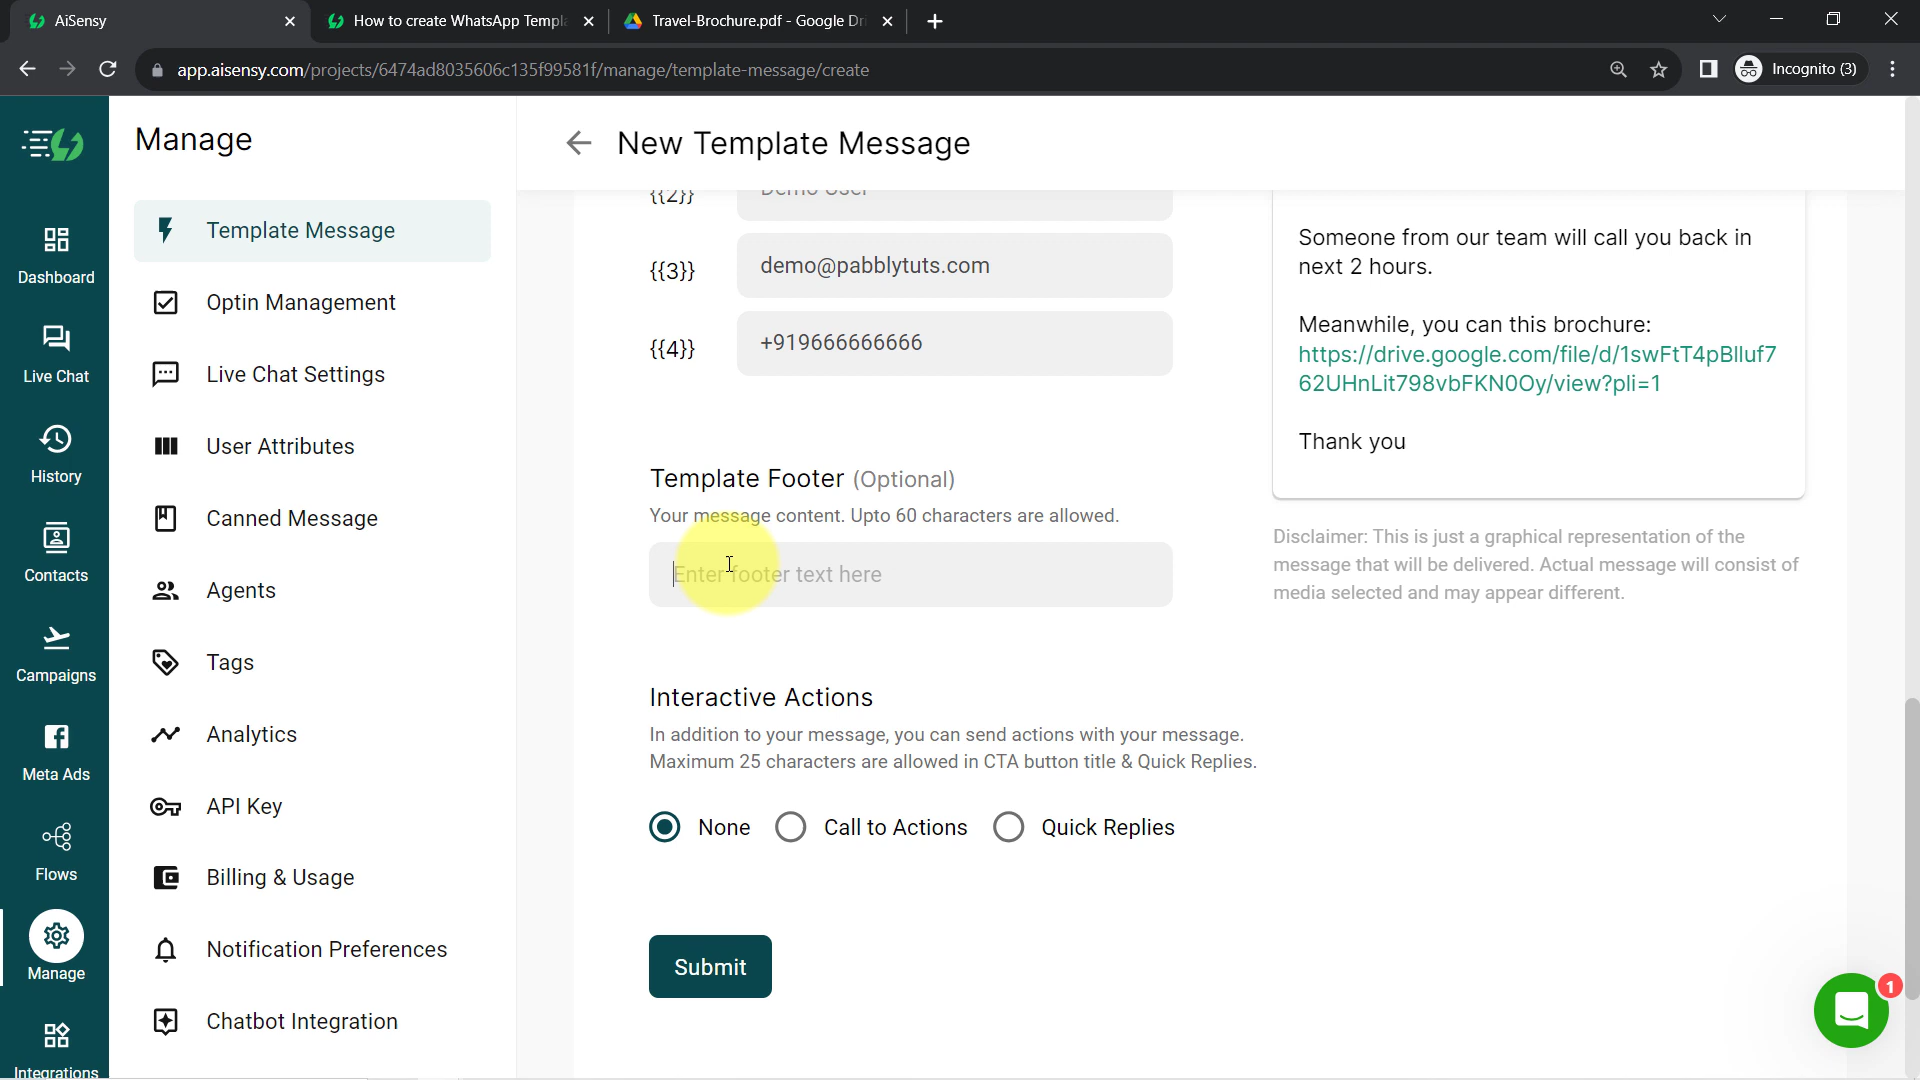 AiSensy
How to create WhatsApp Templ
Travel-Brochure.pdf - Google Dri
app.aisensy.com/projects/6474ad8035606c135f99581f/manage/template-message/create
Incognito (3)
Dashboard
Live Chat
History
Contacts
Campaigns
Meta Ads
Flows
Manage
Integrations
Manage
Template Message
Optin Management
Live Chat Settings
User Attributes
Canned Message
Agents
Tags
Analytics
API Key
Billing & Usage
Notification Preferences
Chatbot Integration
New Template Message
{{2}}
Demo User
{{3}}
demo@pabblytuts.com
{{4}}
+919666666666
Template Footer (Optional)
Your message content. Upto 60 characters are allowed.
Enter footer text here
Interactive Actions
In addition to your message, you can send actions with your message.
Maximum 25 characters are allowed in CTA button title & Quick Replies.
None
Call to Actions
Quick Replies
Submit
Someone from our team will call you back in
next 2 hours.
Meanwhile, you can this brochure:
https://drive.google.com/file/d/1swFtT4pBlluf7
62UHnLit798vbFKN0Oy/view?pli=1
Thank you
Disclaimer: This is just a graphical representation of the
message that will be delivered. Actual message will consist of
media selected and may appear different.
1